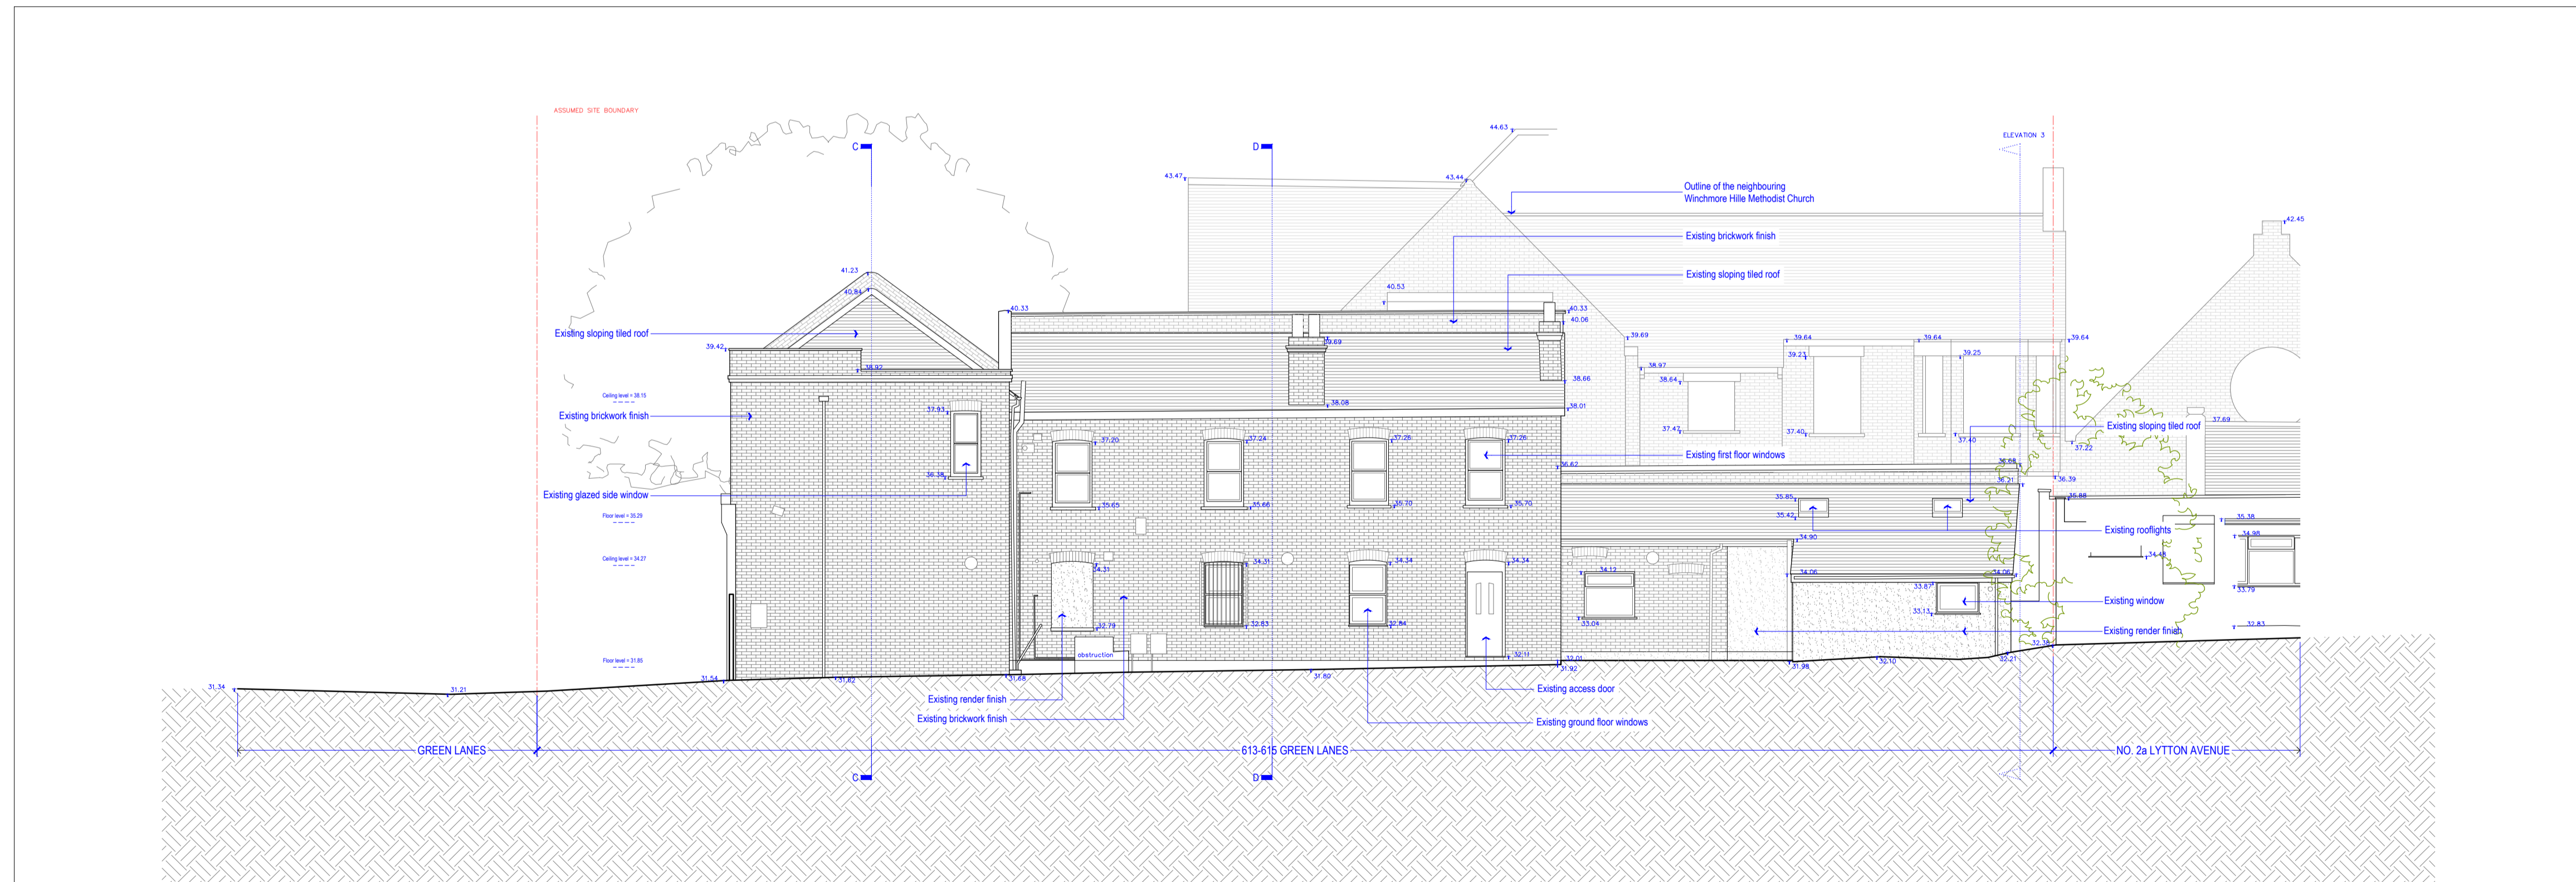 ASSUMED SITE BOUNDARY
44.63
ELEVATION 3
C
D
43.47
43.44
Outline of the neighbouring
Winchmore Hille Methodist Church
42.45
Existing brickwork finish
41.23
Existing sloping tiled roof
40.84
40.53
40.33
40.33
40.06
Existing sloping tiled roof
39.69
39.69
39.64
39.64
39.64
39.42
39.23
39.25
38.92
38.97
38.66
38.64
Ceiling level = 38.15
38.08
38.01
37.93
Existing brickwork finish
37.69
Existing sloping tiled roof
37.47
37.40
37.40
37.20
37.24
37.26
37.26
37.22
Existing first floor windows
36.62
36.66
36.38
36.39
36.21
Existing glazed side window
35.85
35.88
35.65
35.66
35.70
35.70
Floor level = 35.29
35.42
35.38
Existing rooflights
34.98
34.90
Ceiling level = 34.27
34.48
34.31
34.31
34.34
34.34
34.12
34.06
34.06
33.87
33.79
Existing window
33.13
33.04
32.79
32.83
32.84
32.83
Existing render finish
obstruction
32.38
32.11
32.01
32.21
Floor level = 31.85
31.92
31.98
32.10
31.34
31.21
31.54
31.62
31.68
31.80
Existing render finish
Existing access door
Existing brickwork finish
Existing ground floor windows
GREEN LANES
613-615 GREEN LANES
NO. 2a LYTTON AVENUE
C
D